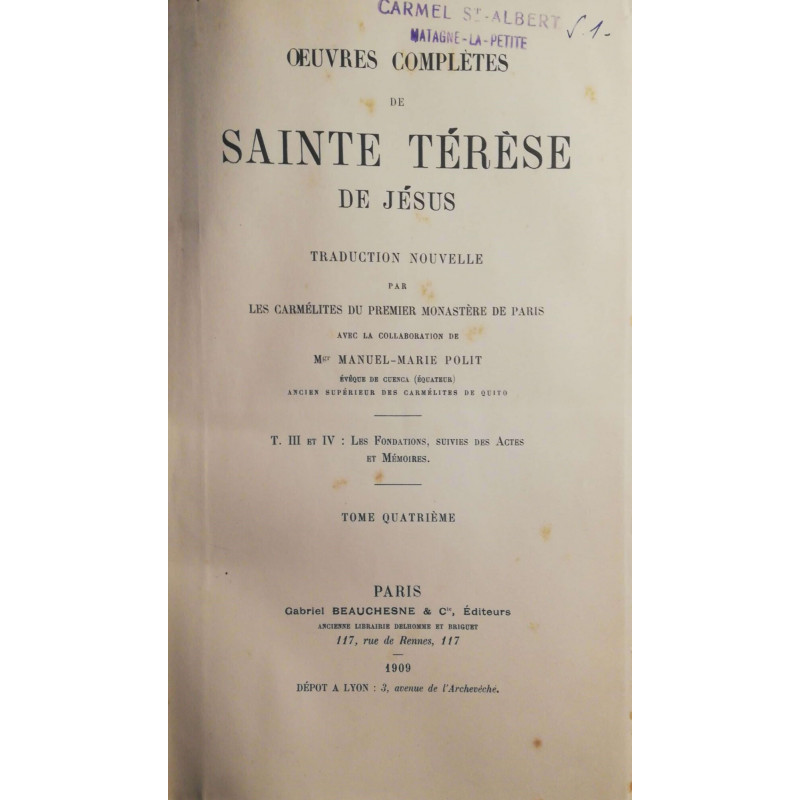 CARMEL St-ALBERT
MATAGNE-LA-PETITE
S.1-
ŒUVRES COMPLÈTES
DE
SAINTE TÉRÈSE
DE JÉSUS
TRADUCTION NOUVELLE
PAR
LES CARMÉLITES DU PREMIER MONASTÈRE DE PARIS
AVEC LA COLLABORATION DE
Mgr MANUEL-MARIE POLIT
ÉVÊQUE DE CUENCA (ÉQUATEUR)
ANCIEN SUPÉRIEUR DES CARMÉLITES DE QUITO
T. III ET IV : LES FONDATIONS, SUIVIES DES ACTES
ET MÉMOIRES.
TOME QUATRIÈME
PARIS
Gabriel BEAUCHESNE & Cie, Éditeurs
ANCIENNE LIBRAIRIE DELHOMME ET BRIGUET
117, rue de Rennes, 117
1909
DÉPOT A LYON : 3, avenue de l'Archevéché.